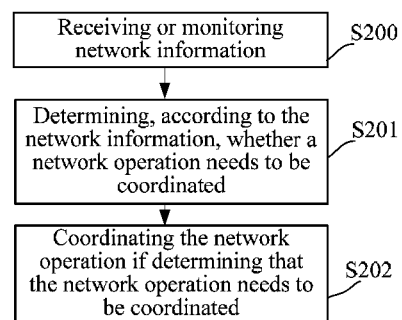 Receiving or monitoring
network information
S200
Determining, according to the
network information, whether a
network operation needs to be
coordinated
S201
Coordinating the network
operation if determining that
the network operation needs to
be coordinated
S202